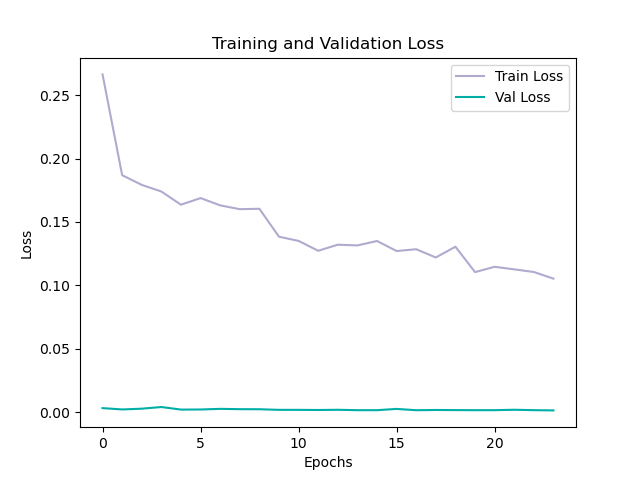 Training and Validation Loss
Train Loss
Val Loss
0.25
0.20
0.15
0.10
0.05
0.00
Loss
0 5 10 15 20
Epochs